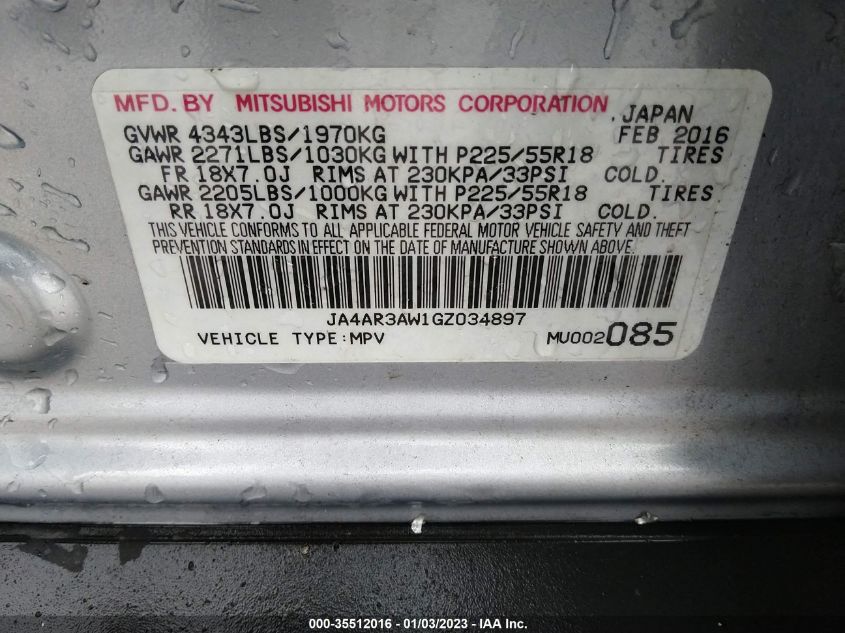 MFD. BY MITSUBISHI MOTORS CORPORATION , JAPAN
GVWR 4343LBS/1970KG FEB 2016
GAWR 2271LBS/1030KG WITH P225/55R18 TIRES
FR 18X7.0J RIMS AT 230KPA/33PSI COLD.
GAWR 2205LBS/1000KG WITH P225/55R18 TIRES
RR 18X7.0J RIMS AT 230KPA/33PSI COLD.
THIS VEHICLE CONFORMS TO ALL APPLICABLE FEDERAL MOTOR VEHICLE SAFETY AND THEFT
PREVENTION STANDARDS IN EFFECT ON THE DATE OF MANUFACTURE SHOWN ABOVE.
JA4AR3AW1GZ034897
VEHICLE TYPE:MPV MU002085
000-35512016 - 01/03/2023 - IAA Inc.